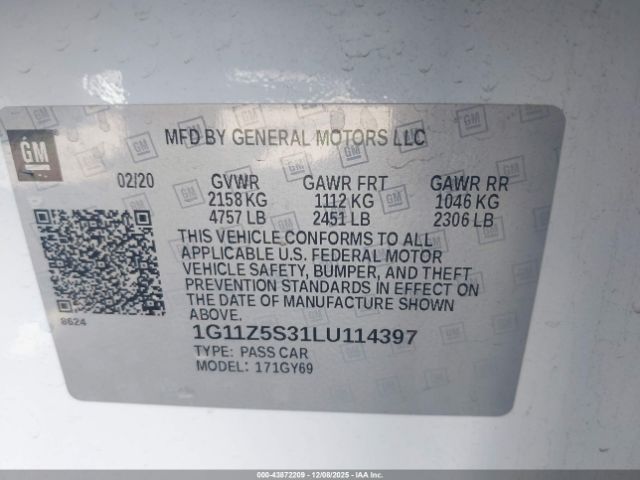 GM
MFD BY GENERAL MOTORS LLC
02/20 GVWR GAWR FRT GAWR RR
2158 KG 1112 KG 1046 KG
4757 LB 2451 LB 2306 LB
THIS VEHICLE CONFORMS TO ALL
APPLICABLE U.S. FEDERAL MOTOR
VEHICLE SAFETY, BUMPER, AND THEFT
PREVENTION STANDARDS IN EFFECT ON
THE DATE OF MANUFACTURE SHOWN
ABOVE.
8624
1G11Z5S31LU114397
TYPE: PASS CAR
MODEL: 171GY69
000-43872209 - 12/08/2025 - IAA Inc.